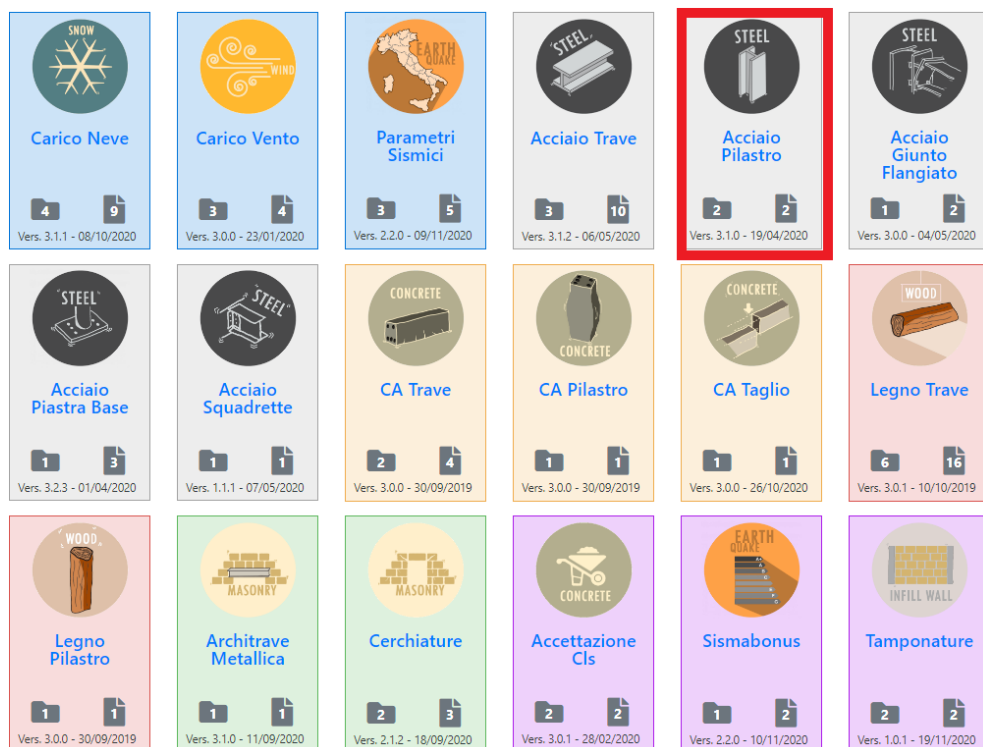 SNOW
Carico Neve
4 9
Vers. 3.1.1 - 08/10/2020
WIND
Carico Vento
3 4
Vers. 3.0.0 - 23/01/2020
EARTH
QUAKE
Parametri
Sismici
3 5
Vers. 2.2.0 - 09/11/2020
"STEEL"
Acciaio Trave
3 10
Vers. 3.1.2 - 06/05/2020
STEEL
Acciaio
Pilastro
2 2
Vers. 3.1.0 - 19/04/2020
STEEL
Acciaio
Giunto
Flangiato
1 2
Vers. 3.0.0 - 04/05/2020
"STEEL"
Acciaio
Piastra Base
1 3
Vers. 3.2.3 - 01/04/2020
"STEEL"
Acciaio
Squadrette
1 1
Vers. 1.1.1 - 07/05/2020
CONCRETE
CA Trave
2 4
Vers. 3.0.0 - 30/09/2019
CONCRETE
CA Pilastro
1 1
Vers. 3.0.0 - 30/09/2019
CONCRETE
CA Taglio
1 1
Vers. 3.0.0 - 26/10/2020
WOOD
Legno Trave
6 16
Vers. 3.0.1 - 10/10/2019
"WOOD"
Legno
Pilastro
1 1
Vers. 3.0.0 - 30/09/2019
MASONRY
Architrave
Metallica
1 1
Vers. 3.1.0 - 11/09/2020
MASONRY
Cerchiature
2 3
Vers. 2.1.2 - 18/09/2020
CONCRETE
Accettazione
Cls
2 2
Vers. 3.0.1 - 28/02/2020
EARTH
QUAKE
Sismabonus
1 2
Vers. 2.2.0 - 10/11/2020
INFILL WALL
Tamponature
2 2
Vers. 1.0.1 - 19/11/2020